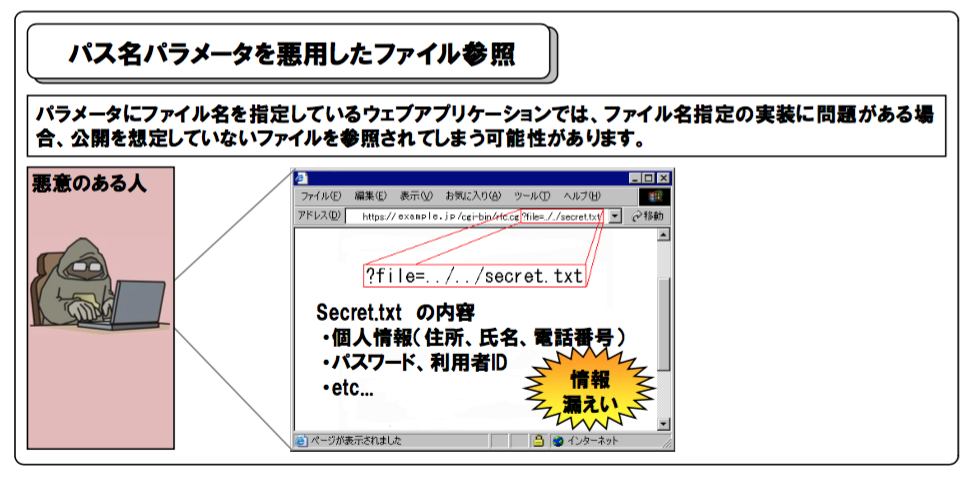 パス名パラメータを悪用したファイル参照
パラメータにファイル名を指定しているウェブアプリケーションでは、ファイル名指定の実装に問題がある場
合、公開を想定していないファイルを参照されてしまう可能性があります。
悪意のある人
ファイル(F) 編集(E) 表示(V) お気に入り(A) ツール(T) ヘルプ(H)
アドレス(D) https://example.jp/cgi-bin/rfc.cg ?file=../../secret.txt 移動
?file=../../secret.txt
Secret.txt の内容
・個人情報(住所、氏名、電話番号)
・パスワード、利用者ID
・etc...
情報
漏えい
ページが表示されました インターネット